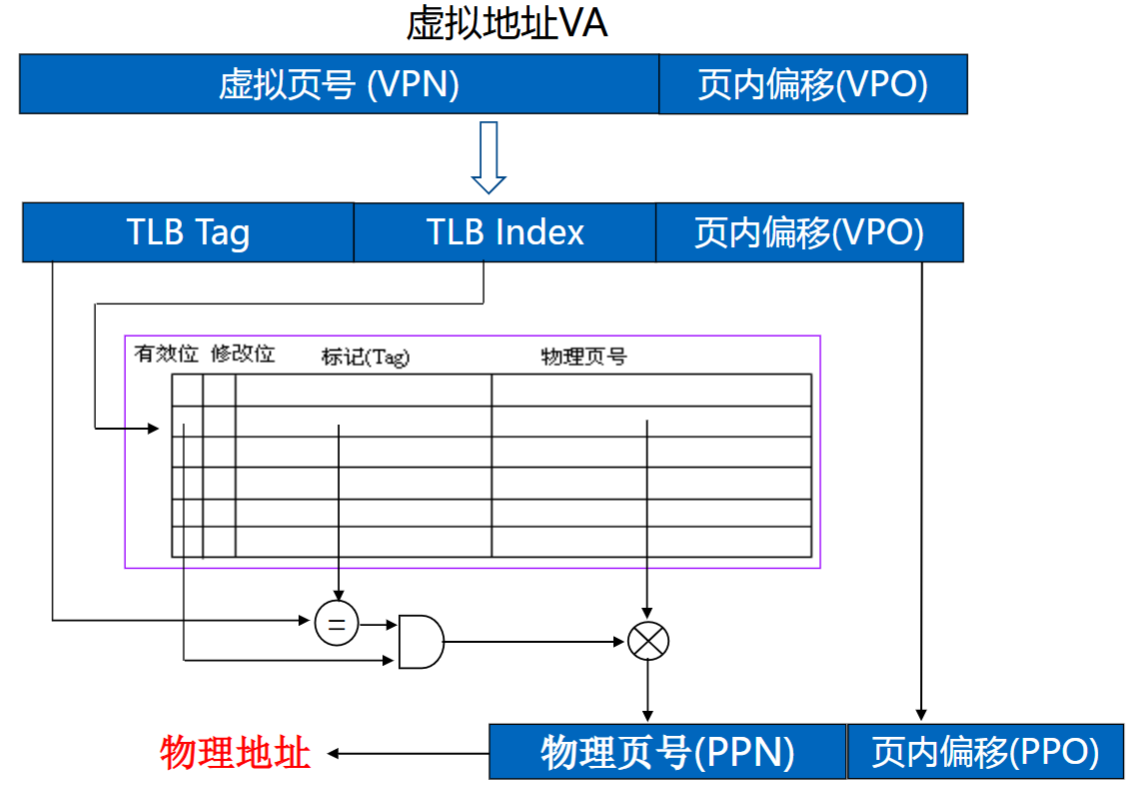 虚拟地址VA
虚拟页号 (VPN) 页内偏移(VPO)
TLB Tag TLB Index 页内偏移(VPO)
有效位 修改位 标记(Tag) 物理页号
=
物理地址 物理页号(PPN) 页内偏移(PPO)